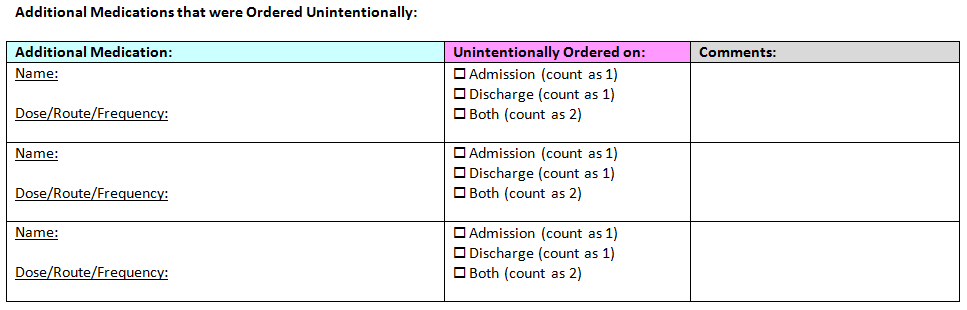 Additional Medications that were Ordered Unintentionally:
Additional Medication: Unintentionally Ordered on: Comments:
Name: ☐ Admission (count as 1)
☐ Discharge (count as 1)
Dose/Route/Frequency: ☐ Both (count as 2)
Name: ☐ Admission (count as 1)
☐ Discharge (count as 1)
Dose/Route/Frequency: ☐ Both (count as 2)
Name: ☐ Admission (count as 1)
☐ Discharge (count as 1)
Dose/Route/Frequency: ☐ Both (count as 2)